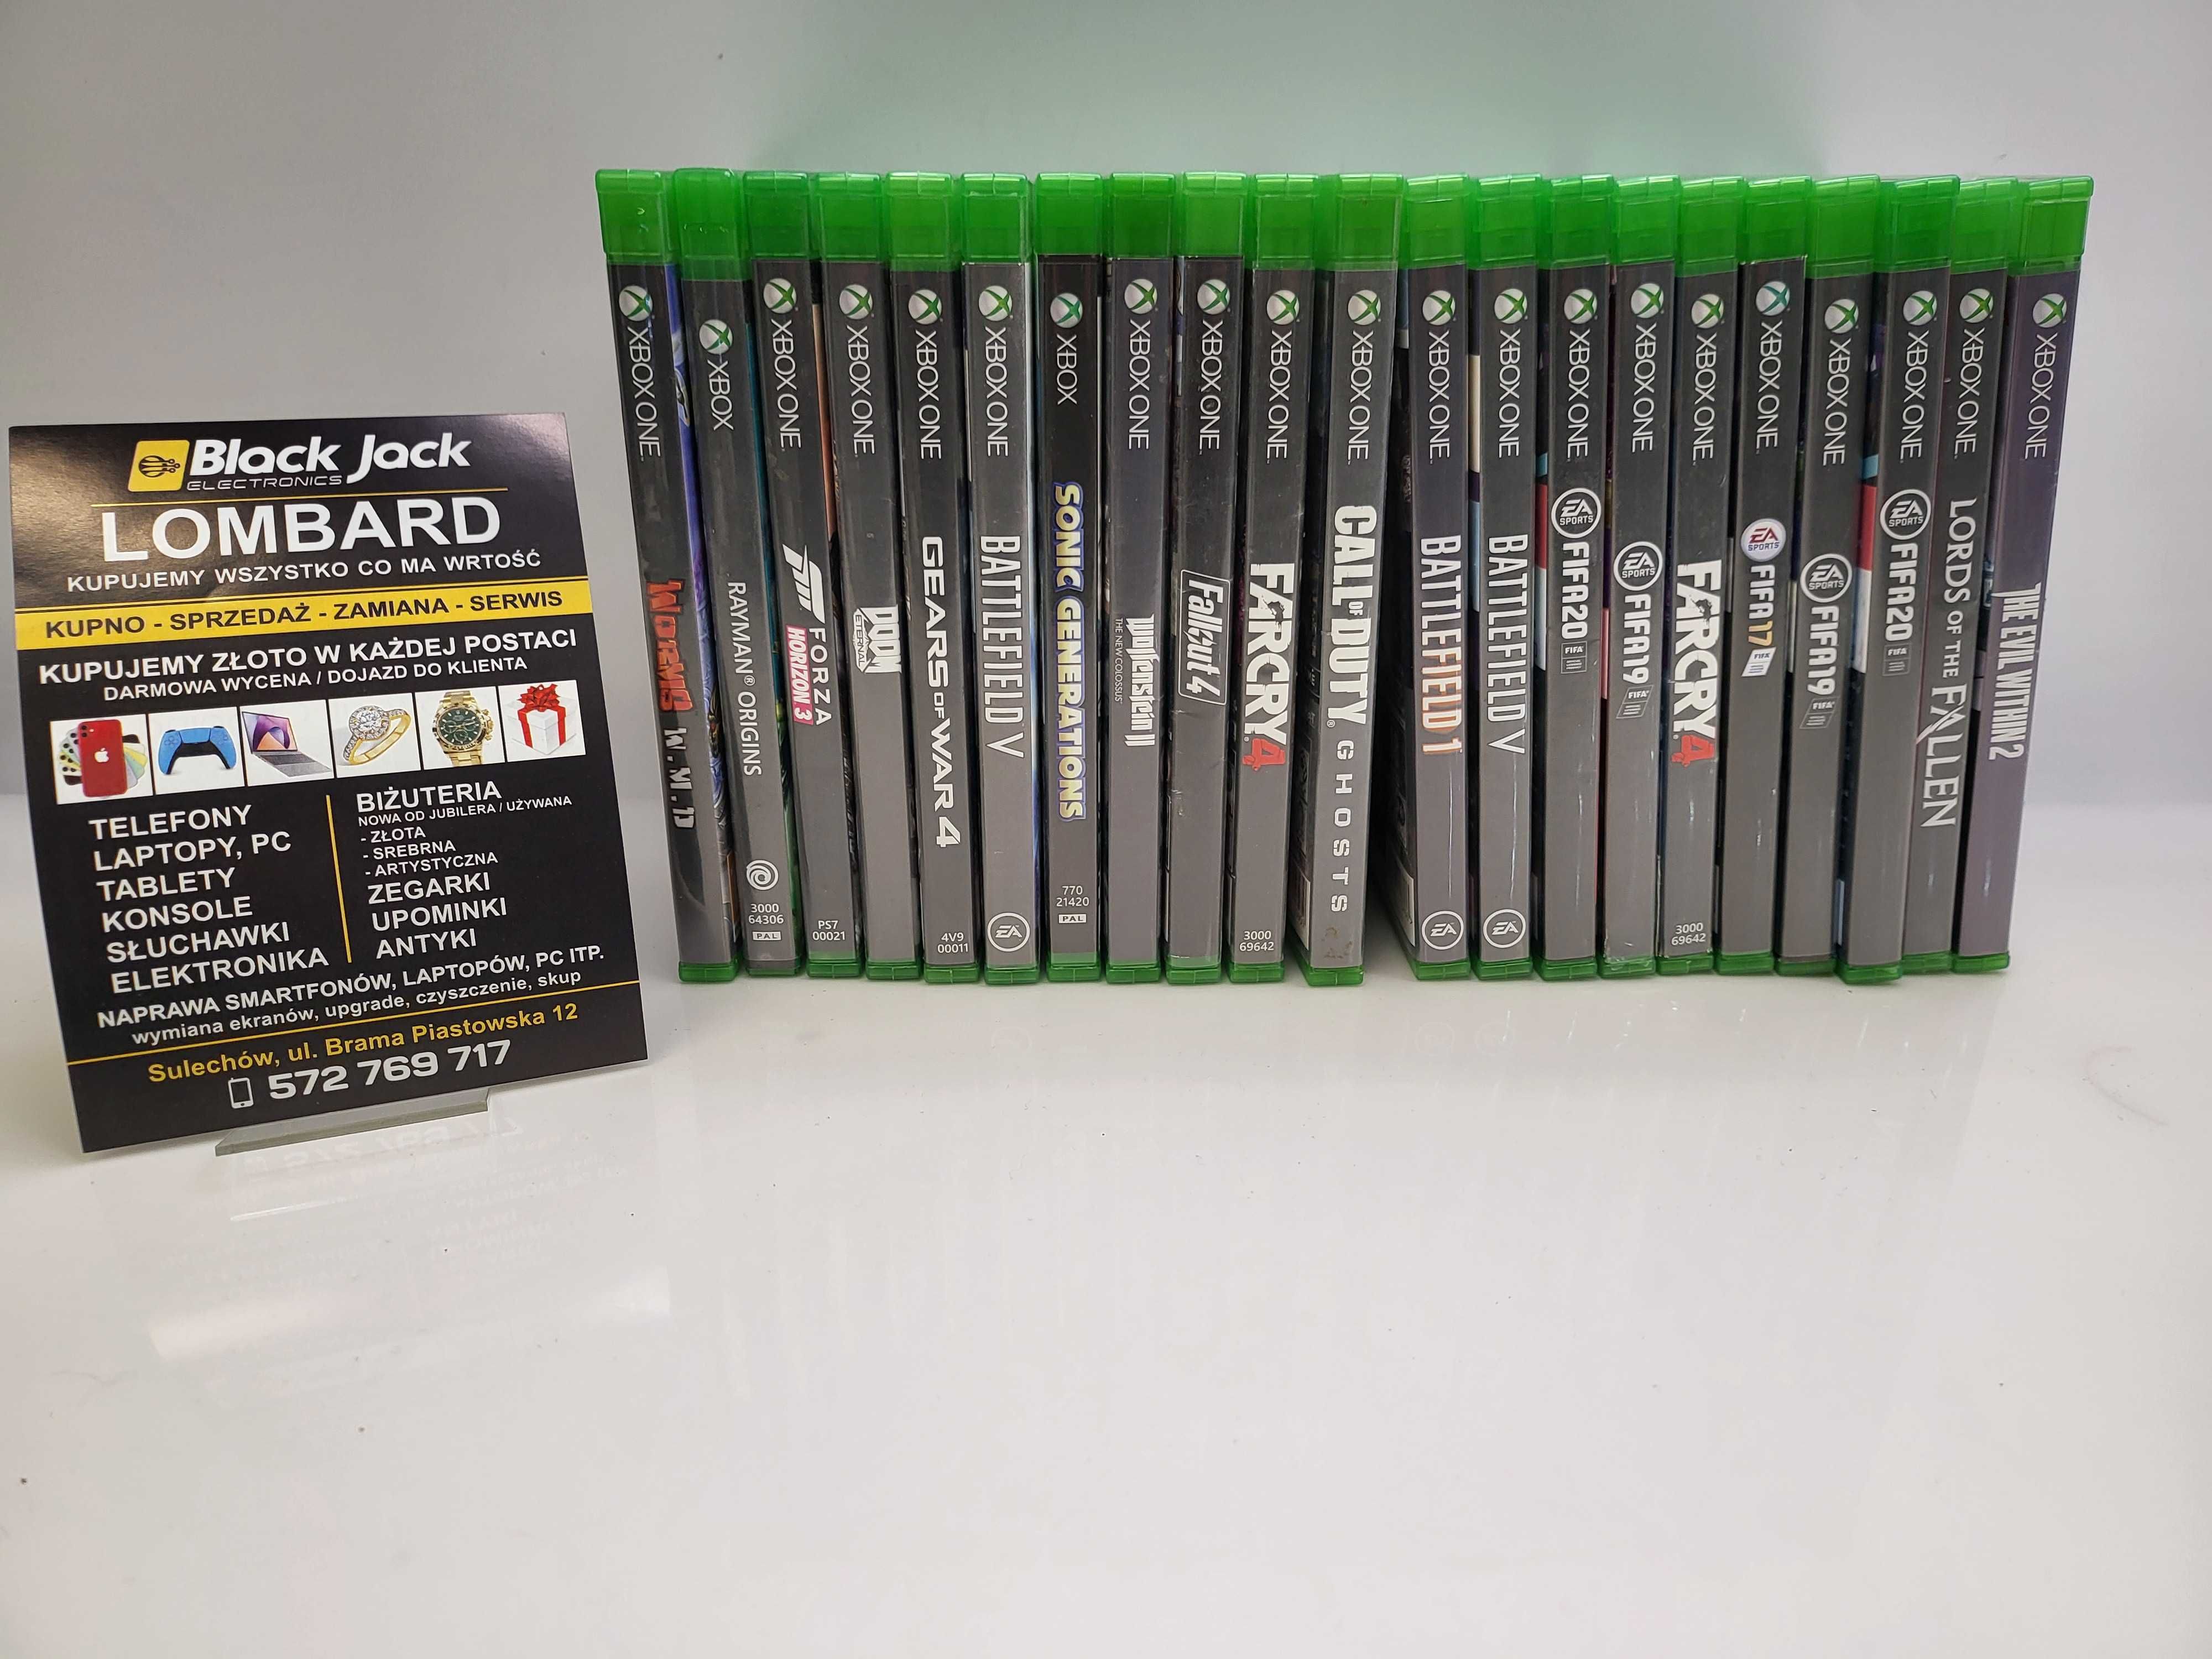 Black Jack
ELECTRONICS
LOMBARD
KUPUJEMY WSZYSTKO CO MA WRTOŚĆ
KUPNO - SPRZEDAŻ - ZAMIANA - SERWIS
KUPUJEMY ZŁOTO W KAŻDEJ POSTACI
DARMOWA WYCENA / DOJAZD DO KLIENTA
TELEFONY
LAPTOPY, PC
TABLETY
KONSOLE
SŁUCHAWKI
ELEKTRONIKA
BIŻUTERIA
NOWA OD JUBILERA / UŻYWANA
- ZŁOTA
- SREBRNA
- ARTYSTYCZNA
ZEGARKI
UPOMINKI
ANTYKI
NAPRAWA SMARTFONÓW, LAPTOPÓW, PC ITP.
wymiana ekranów, upgrade, czyszczenie, skup
Sulechów, ul. Brama Piastowska 12
572 769 717
XBOX ONE
WORMS W.M.D
XBOX
RAYMAN® ORIGINS
3000
64306
PAL
XBOX ONE
FORZA
HORIZON 3
PS7
00021
XBOX ONE
DOOM
ETERNAL
XBOX ONE
GEARS OF WAR 4
4V9
00011
XBOX ONE
BATTLEFIELD V
EA
XBOX
SONIC GENERATIONS
770
21420
PAL
XBOX ONE
Wolfenstein II
THE NEW COLOSSUS
XBOX ONE
Fallout 4
XBOX ONE
FARCRY 4
3000
69642
XBOX ONE
CALL OF DUTY® GHOSTS
XBOX ONE
BATTLEFIELD 1
EA
XBOX ONE
BATTLEFIELD V
EA
XBOX ONE
EA SPORTS FIFA 20
FIFA
XBOX ONE
EA SPORTS FIFA 19
FIFA
XBOX ONE
FARCRY 4
3000
69642
XBOX ONE
EA SPORTS FIFA 17
FIFA
XBOX ONE
EA SPORTS FIFA 19
FIFA
XBOX ONE
EA SPORTS FIFA 20
FIFA
XBOX ONE
LORDS OF THE FALLEN
XBOX ONE
THE EVIL WITHIN 2